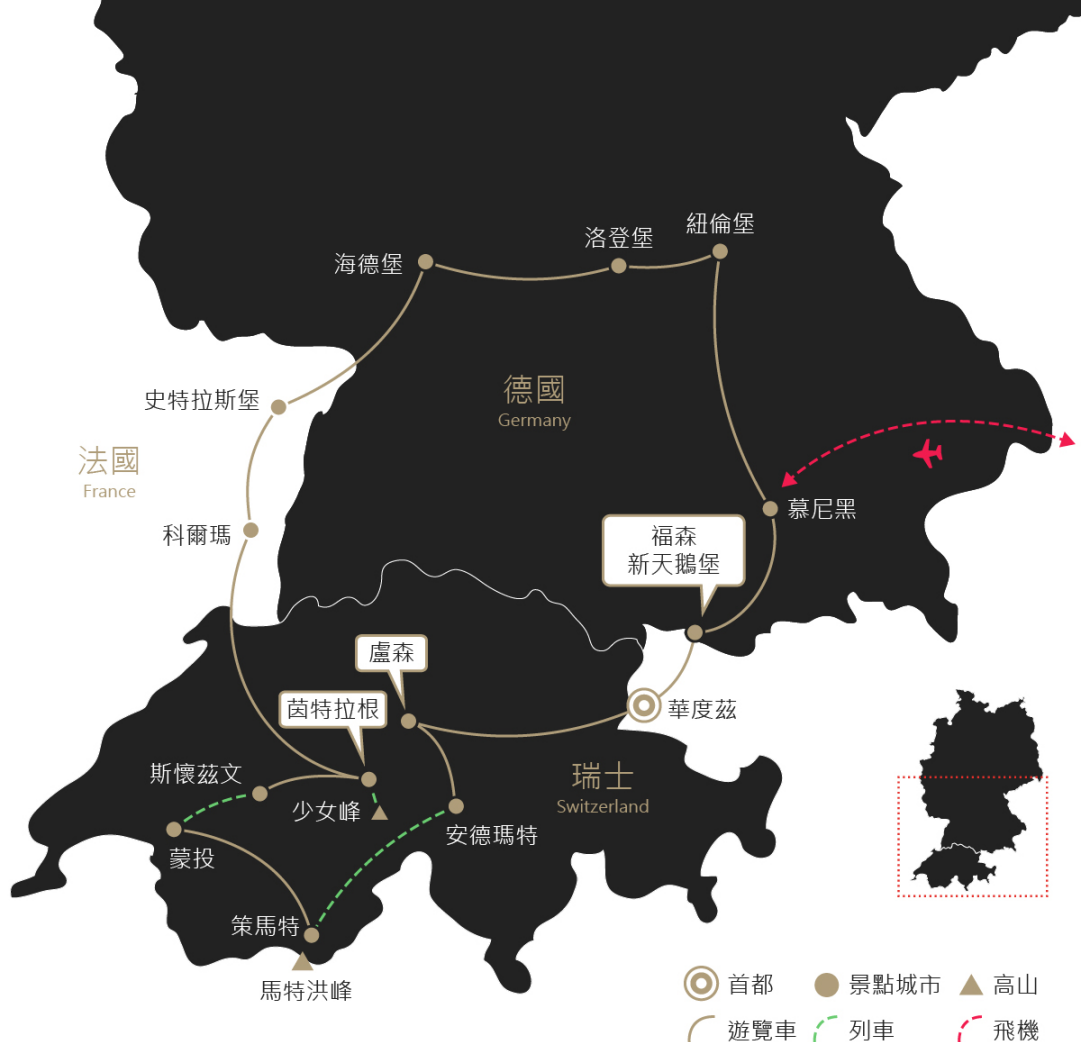 紐倫堡
洛登堡
海德堡
德國
Germany
史特拉斯堡
法國
France
慕尼黑
科爾瑪
福森
新天鵝堡
盧森
茵特拉根
華度茲
斯懷茲文
瑞士
Switzerland
少女峰
安德瑪特
蒙投
策馬特
馬特洪峰
首都
景點城市
高山
遊覽車
列車
飛機